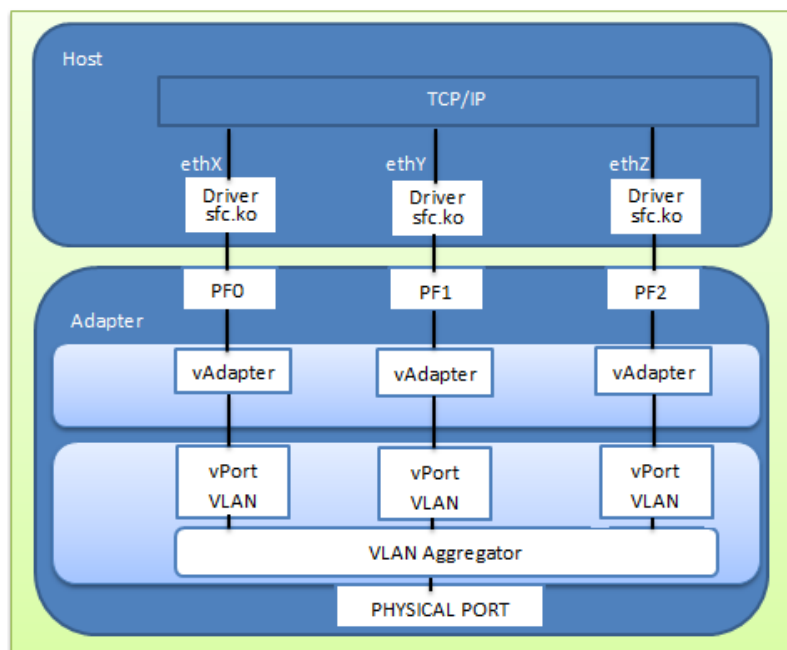 Host
TCP/IP
ethX ethY ethZ
Driver Driver Driver
sfc.ko sfc.ko sfc.ko
PF0 PF1 PF2
Adapter
vAdapter vAdapter vAdapter
vPort vPort vPort
VLAN VLAN VLAN
VLAN Aggregator
PHYSICAL PORT